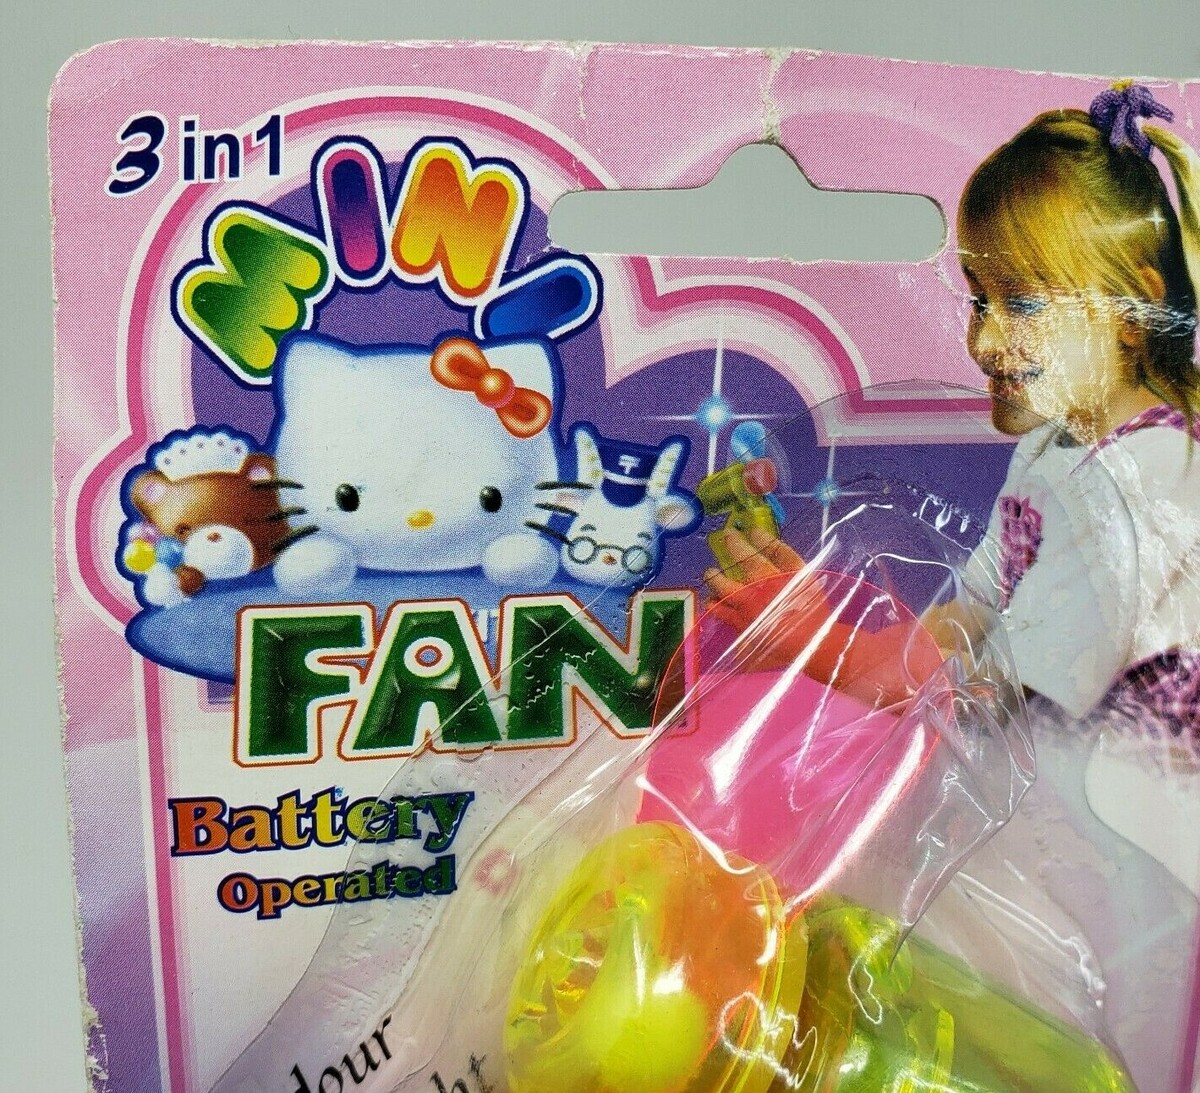 3 in 1
MINI
FAN
Battery
Operated